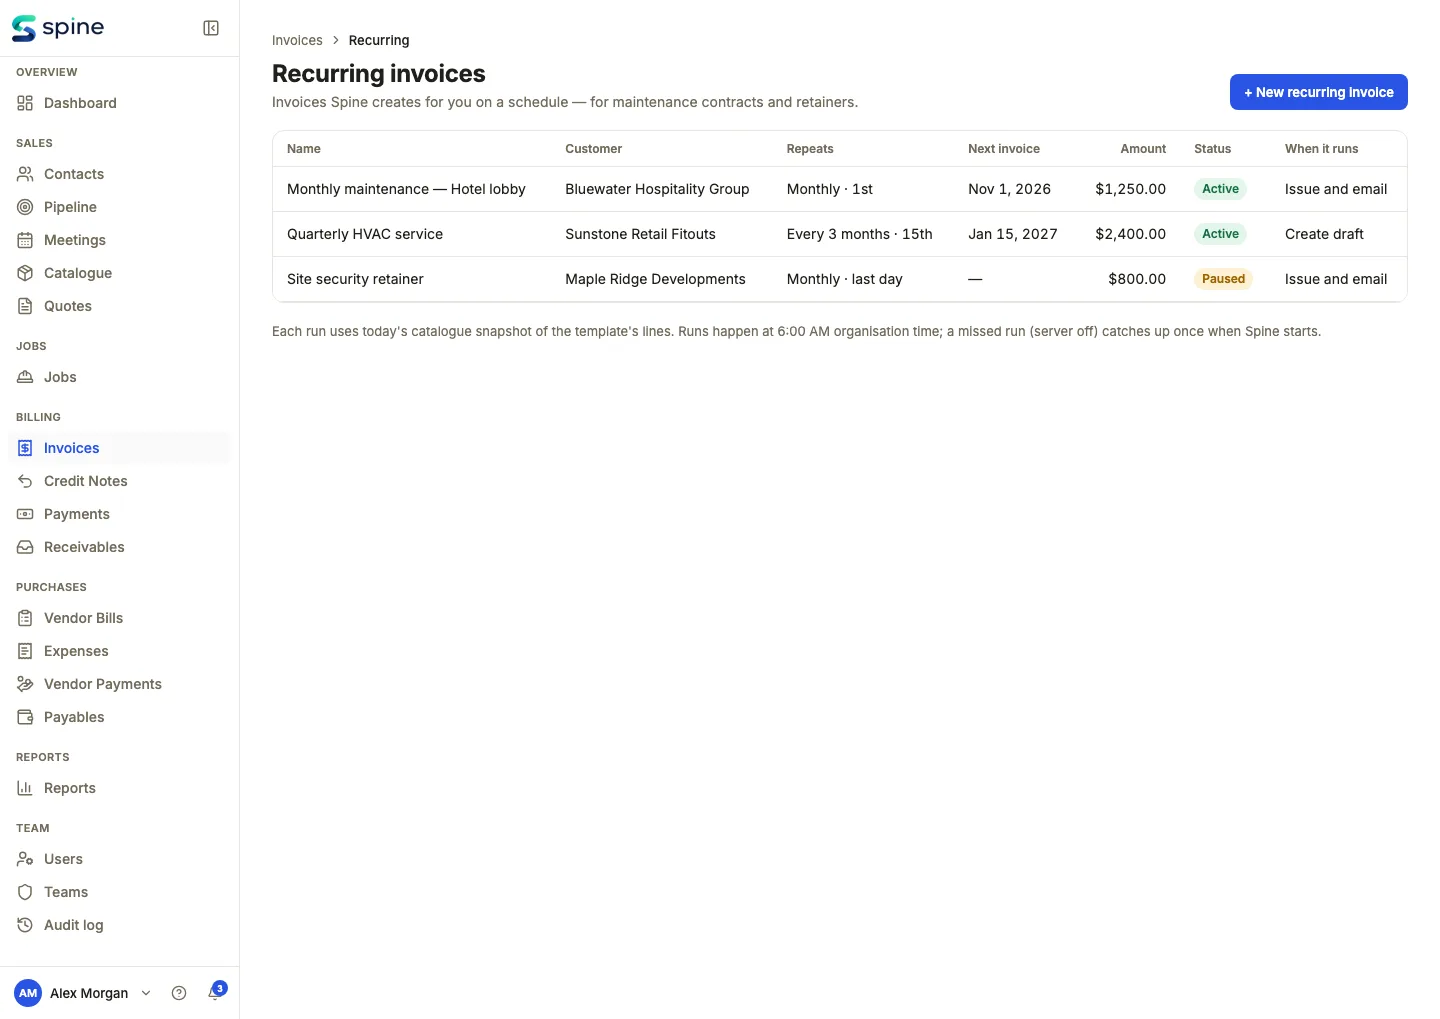 spine
OVERVIEW
Dashboard
SALES
Contacts
Pipeline
Meetings
Catalogue
Quotes
JOBS
Jobs
BILLING
Invoices
Credit Notes
Payments
Receivables
PURCHASES
Vendor Bills
Expenses
Vendor Payments
Payables
REPORTS
Reports
TEAM
Users
Teams
Audit log
AM Alex Morgan 3
Invoices > Recurring
Recurring invoices
Invoices Spine creates for you on a schedule — for maintenance contracts and retainers.
+ New recurring invoice
Name Customer Repeats Next invoice Amount Status When it runs
Monthly maintenance — Hotel lobby Bluewater Hospitality Group Monthly · 1st Nov 1, 2026 $1,250.00 Active Issue and email
Quarterly HVAC service Sunstone Retail Fitouts Every 3 months · 15th Jan 15, 2027 $2,400.00 Active Create draft
Site security retainer Maple Ridge Developments Monthly · last day — $800.00 Paused Issue and email
Each run uses today's catalogue snapshot of the template's lines. Runs happen at 6:00 AM organisation time; a missed run (server off) catches up once when Spine starts.